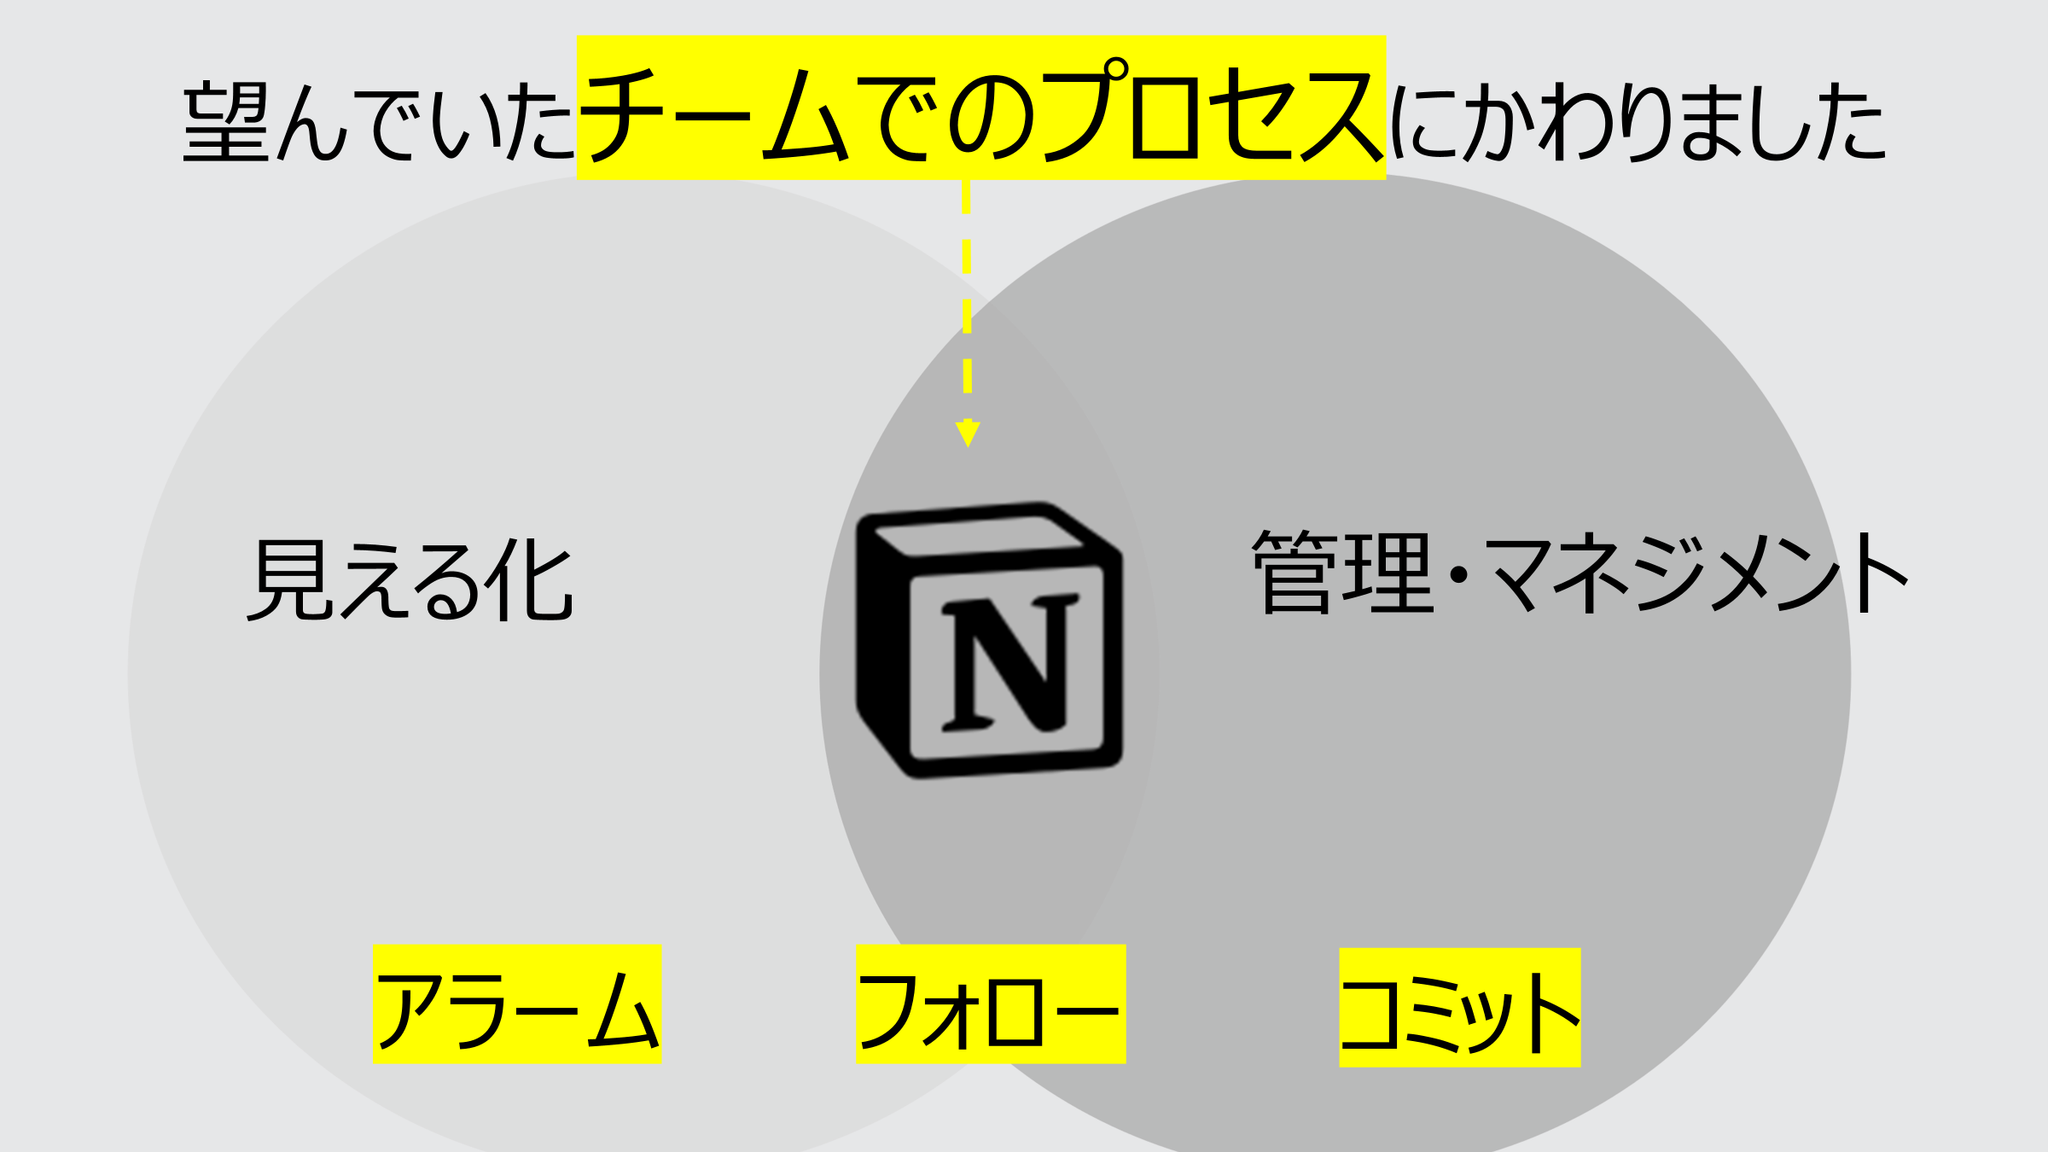 望んでいたチームでのプロセスにかわりました
見える化
N
管理・マネジメント
アラーム
フォロー
コミット